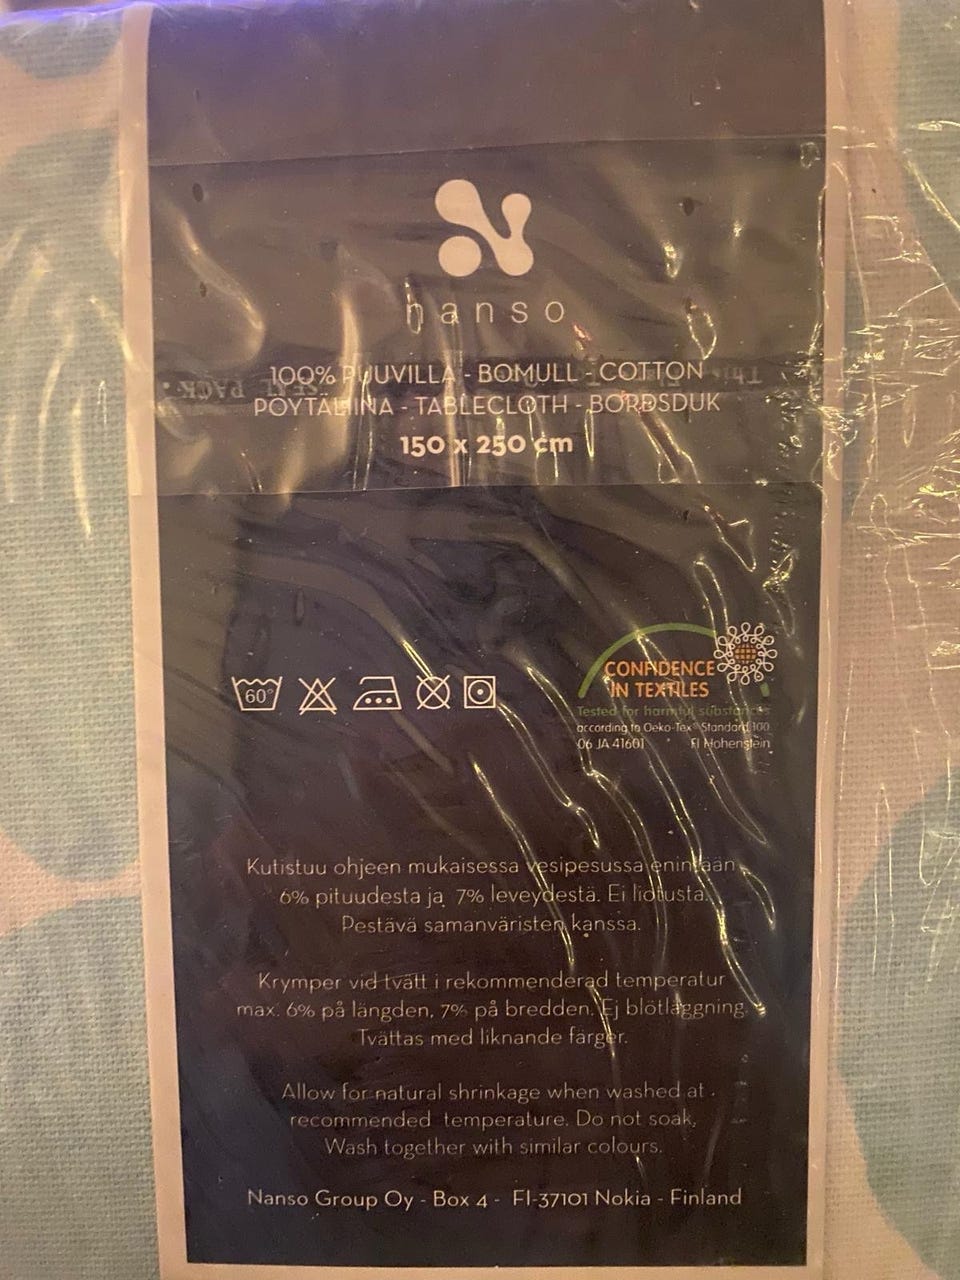 nanso
100% PUUVILLA - BOMULL - COTTON
PÖYTÄLIINA - TABLECLOTH - BORDSDUK
150 x 250 cm
60°
CONFIDENCE
IN TEXTILES
Tested for harmful substances
according to Oeko-Tex® Standard 100
06 JA 41601 FI Hohenstein
Kutistuu ohjeen mukaisessa vesipesussa enintään
6% pituudesta ja 7% leveydestä. Ei liotusta.
Pestävä samanväristen kanssa.
Krymper vid tvätt i rekommenderad temperatur
max. 6% på längden, 7% på bredden. Ej blötläggning.
Tvättas med liknande färger.
Allow for natural shrinkage when washed at
recommended temperature. Do not soak.
Wash together with similar colours.
Nanso Group Oy - Box 4 - FI-37101 Nokia - Finland